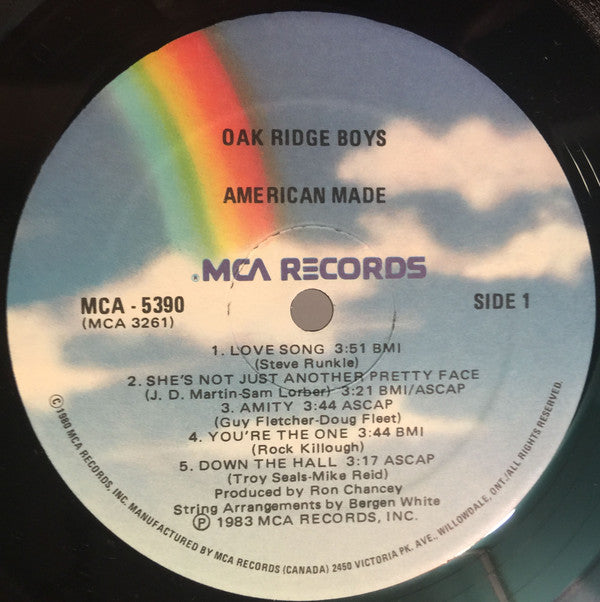 OAK RIDGE BOYS
AMERICAN MADE
®MCA RECORDS
MCA - 5390
(MCA 3261)
SIDE 1
1. LOVE SONG 3:51 BMI
(Steve Runkle)
2. SHE'S NOT JUST ANOTHER PRETTY FACE
(J. D. Martin-Sam Lorber) 3:21 BMI/ASCAP
3. AMITY 3:44 ASCAP
(Guy Fletcher-Doug Fleet)
4. YOU'RE THE ONE 3:44 BMI
(Rock Killough)
5. DOWN THE HALL 3:17 ASCAP
(Troy Seals-Mike Reid)
Produced by Ron Chancey
String Arrangements by Bergen White
Ⓟ 1983 MCA RECORDS, INC.
©1980 MCA RECORDS, INC. MANUFACTURED BY MCA RECORDS (CANADA) 2450 VICTORIA PK. AVE., WILLOWDALE, ONT./ALL RIGHTS RESERVED.